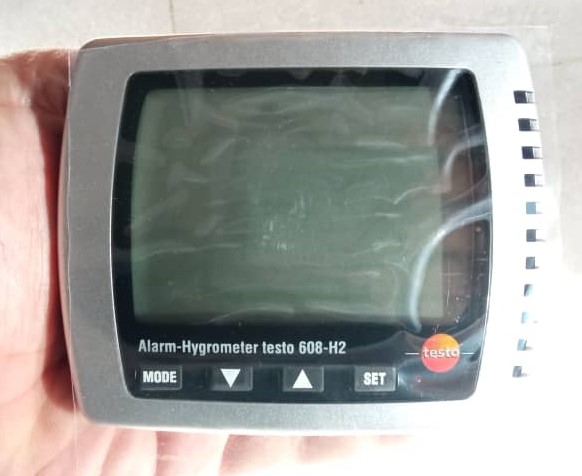 Alarm-Hygrometer testo 608-H2
testo
MODE ▼ ▲ SET